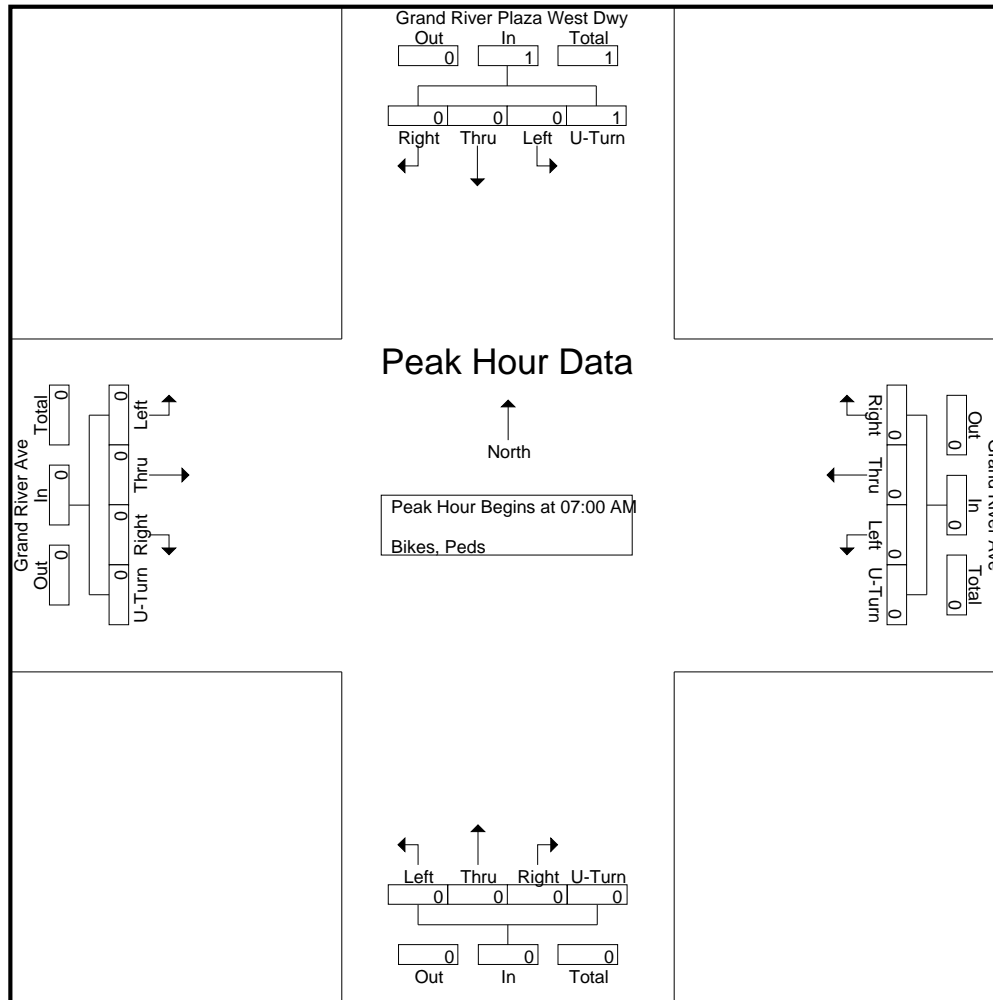 Grand River Plaza West Dwy
Out In Total
0 1 1
0 0 0 1
Right Thru Left U-Turn
Peak Hour Data
North
Peak Hour Begins at 07:00 AM
Bikes, Peds
Grand River Ave
Out In Total
0 0 0
Left Thru Right U-Turn
0 0 0 0
Grand River Ave
Out In Total
0 0 0
Right Thru Left U-Turn
0 0 0 0
Left Thru Right U-Turn
0 0 0 0
0 0 0
Out In Total